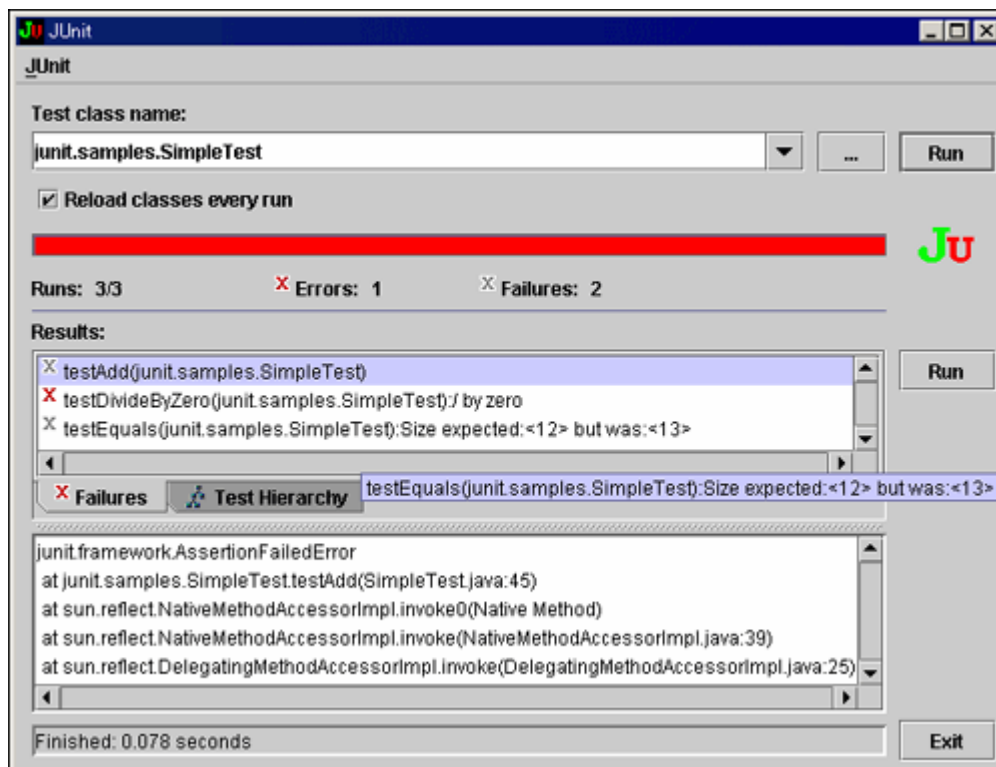 JU JUnit
JUnit
Test class name:
junit.samples.SimpleTest ... Run
Reload classes every run
JU
Runs: 3/3 X Errors: 1 X Failures: 2
Results:
X testAdd(junit.samples.SimpleTest) Run
X testDivideByZero(junit.samples.SimpleTest):/ by zero
X testEquals(junit.samples.SimpleTest):Size expected:<12> but was:<13>
X Failures Test Hierarchy testEquals(junit.samples.SimpleTest):Size expected:<12> but was:<13>
junit.framework.AssertionFailedError
at junit.samples.SimpleTest.testAdd(SimpleTest.java:45)
at sun.reflect.NativeMethodAccessorImpl.invoke0(Native Method)
at sun.reflect.NativeMethodAccessorImpl.invoke(NativeMethodAccessorImpl.java:39)
at sun.reflect.DelegatingMethodAccessorImpl.invoke(DelegatingMethodAccessorImpl.java:25)
Finished: 0.078 seconds Exit